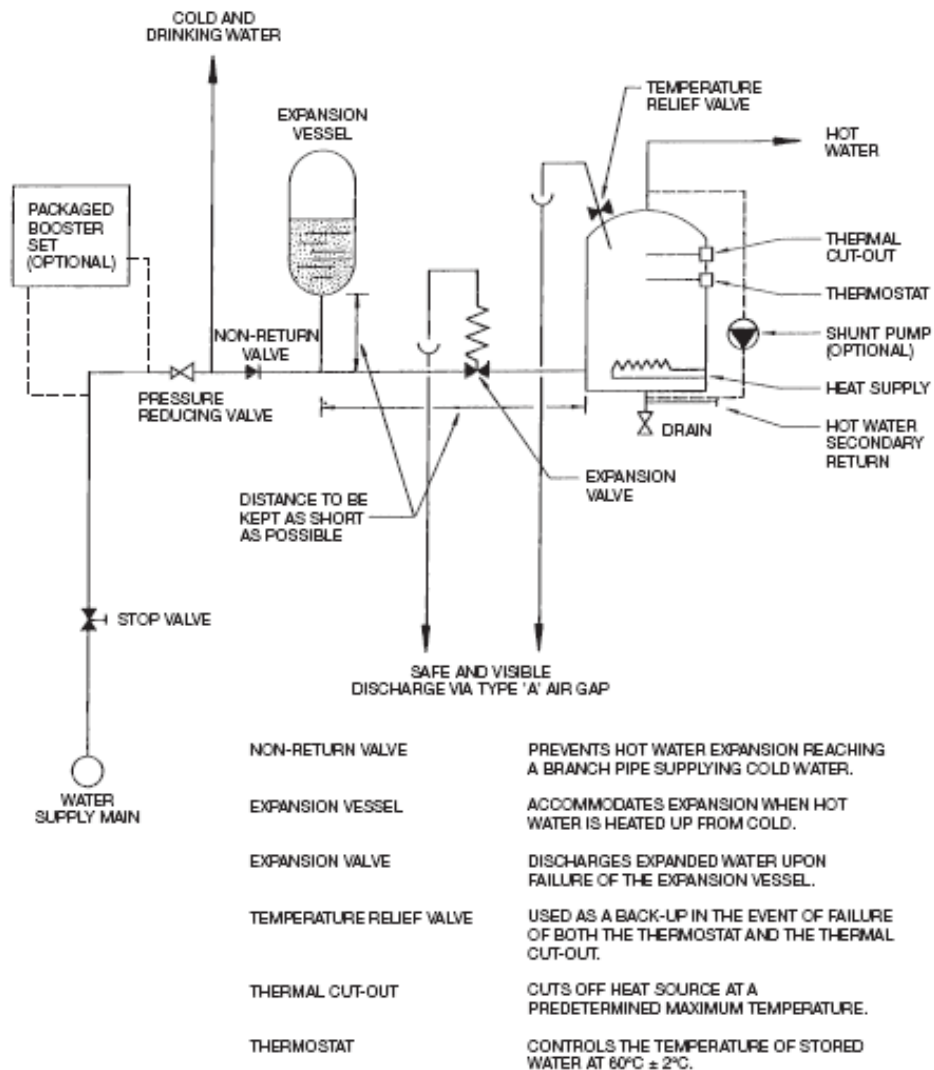 COLD AND
DRINKING WATER
EXPANSION
VESSEL
TEMPERATURE
RELIEF VALVE
HOT
WATER
PACKAGED
BOOSTER
SET
(OPTIONAL)
THERMAL
CUT-OUT
THERMOSTAT
NON-RETURN
VALVE
SHUNT PUMP
(OPTIONAL)
PRESSURE
REDUCING VALVE
HEAT SUPPLY
DRAIN
HOT WATER
SECONDARY
RETURN
EXPANSION
VALVE
DISTANCE TO BE
KEPT AS SHORT
AS POSSIBLE
STOP VALVE
SAFE AND VISIBLE
DISCHARGE VIA TYPE 'A' AIR GAP
WATER
SUPPLY MAIN
NON-RETURN VALVE PREVENTS HOT WATER EXPANSION REACHING
A BRANCH PIPE SUPPLYING COLD WATER.
EXPANSION VESSEL ACCOMMODATES EXPANSION WHEN HOT
WATER IS HEATED UP FROM COLD.
EXPANSION VALVE DISCHARGES EXPANDED WATER UPON
FAILURE OF THE EXPANSION VESSEL.
TEMPERATURE RELIEF VALVE USED AS A BACK-UP IN THE EVENT OF FAILURE
OF BOTH THE THERMOSTAT AND THE THERMAL
CUT-OUT.
THERMAL CUT-OUT CUTS OFF HEAT SOURCE AT A
PREDETERMINED MAXIMUM TEMPERATURE.
THERMOSTAT CONTROLS THE TEMPERATURE OF STORED
WATER AT 60ºC ± 2ºC.